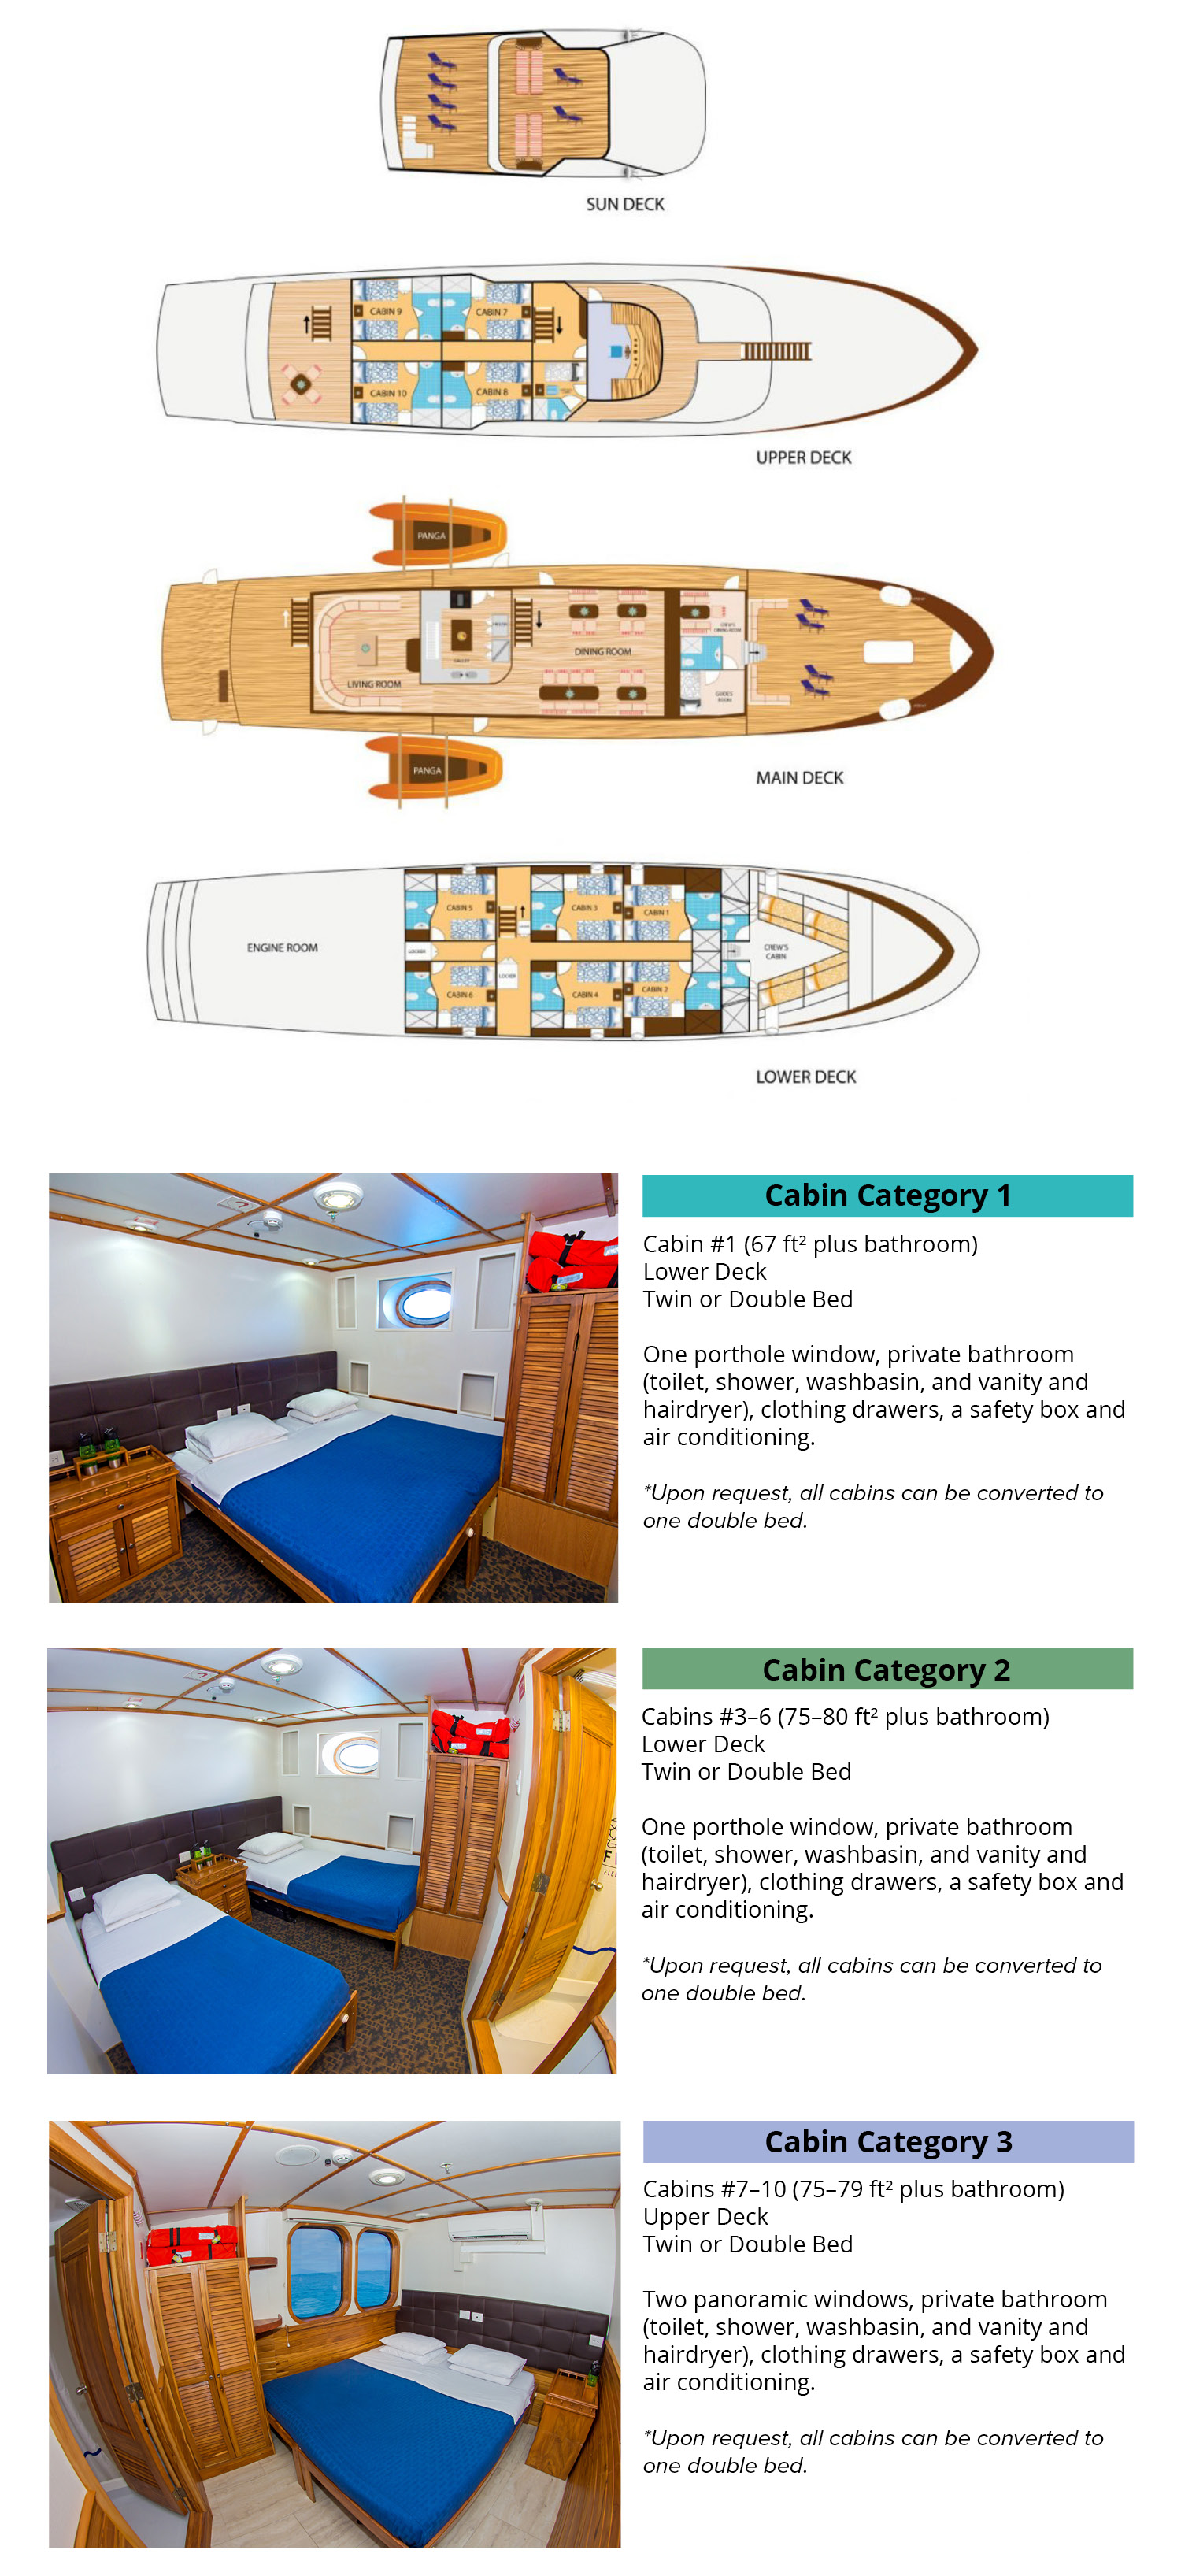 SUN DECK
CABIN 9
CABIN 7
CABIN 10
CABIN 8
UPPER DECK
PANGA
CREW'S
DINING ROOM
GALLEY
DINING ROOM
LIVING ROOM
GUIDE'S
ROOM
PANGA
MAIN DECK
CABIN 5
CABIN 3
CABIN 1
ENGINE ROOM
LOCKER
CREW'S
CABIN
LOCKER
CABIN 6
CABIN 4
CABIN 2
LOWER DECK
Cabin Category 1
Cabin #1 (67 ft² plus bathroom)
Lower Deck
Twin or Double Bed
One porthole window, private bathroom
(toilet, shower, washbasin, and vanity and
hairdryer), clothing drawers, a safety box and
air conditioning.
*Upon request, all cabins can be converted to
one double bed.
Cabin Category 2
Cabins #3–6 (75–80 ft² plus bathroom)
Lower Deck
Twin or Double Bed
One porthole window, private bathroom
(toilet, shower, washbasin, and vanity and
hairdryer), clothing drawers, a safety box and
air conditioning.
*Upon request, all cabins can be converted to
one double bed.
Cabin Category 3
Cabins #7–10 (75–79 ft² plus bathroom)
Upper Deck
Twin or Double Bed
Two panoramic windows, private bathroom
(toilet, shower, washbasin, and vanity and
hairdryer), clothing drawers, a safety box and
air conditioning.
*Upon request, all cabins can be converted to
one double bed.